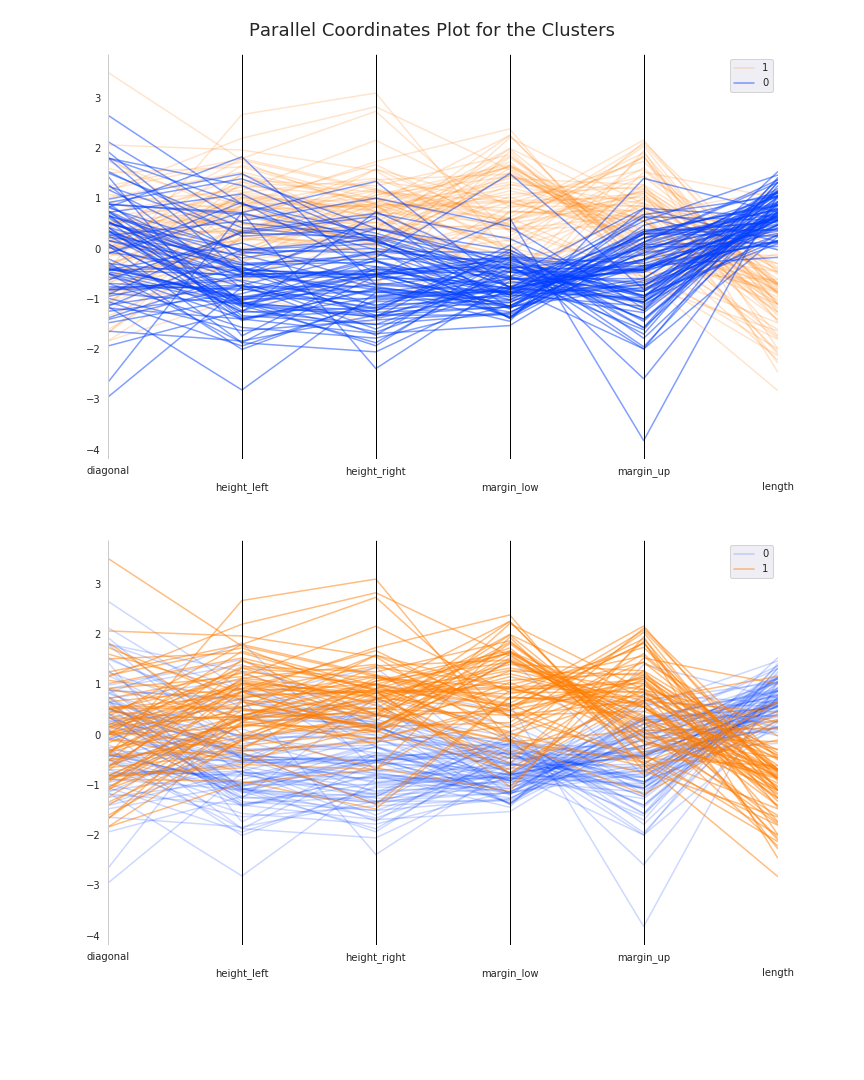 Parallel Coordinates Plot for the Clusters
1
0
3
2
1
0
−1
−2
−3
−4
diagonal
height_left
height_right
margin_low
margin_up
length
0
1
3
2
1
0
−1
−2
−3
−4
diagonal
height_left
height_right
margin_low
margin_up
length